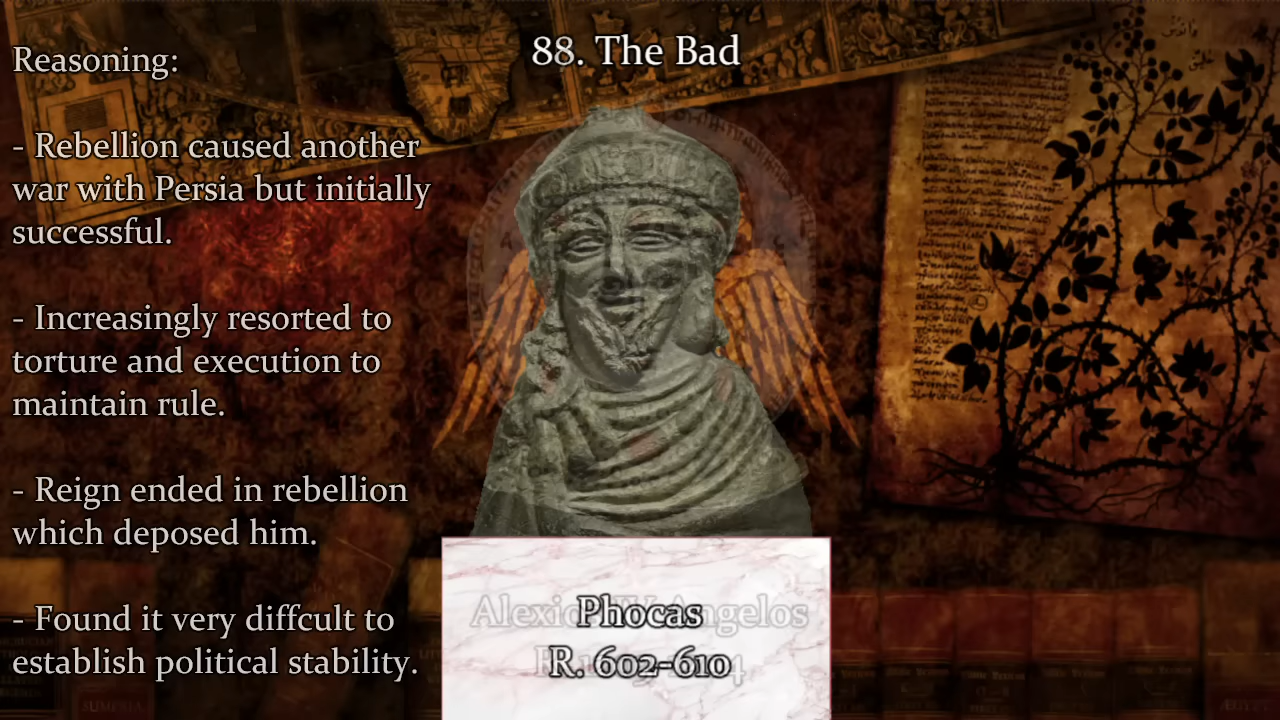 88. The Bad
Reasoning:
- Rebellion caused another
war with Persia but initially
successful.
- Increasingly resorted to
torture and execution to
maintain rule.
- Reign ended in rebellion
which deposed him.
- Found it very diffcult to
establish political stability.
Phocas
R. 602-610
SUMERIA